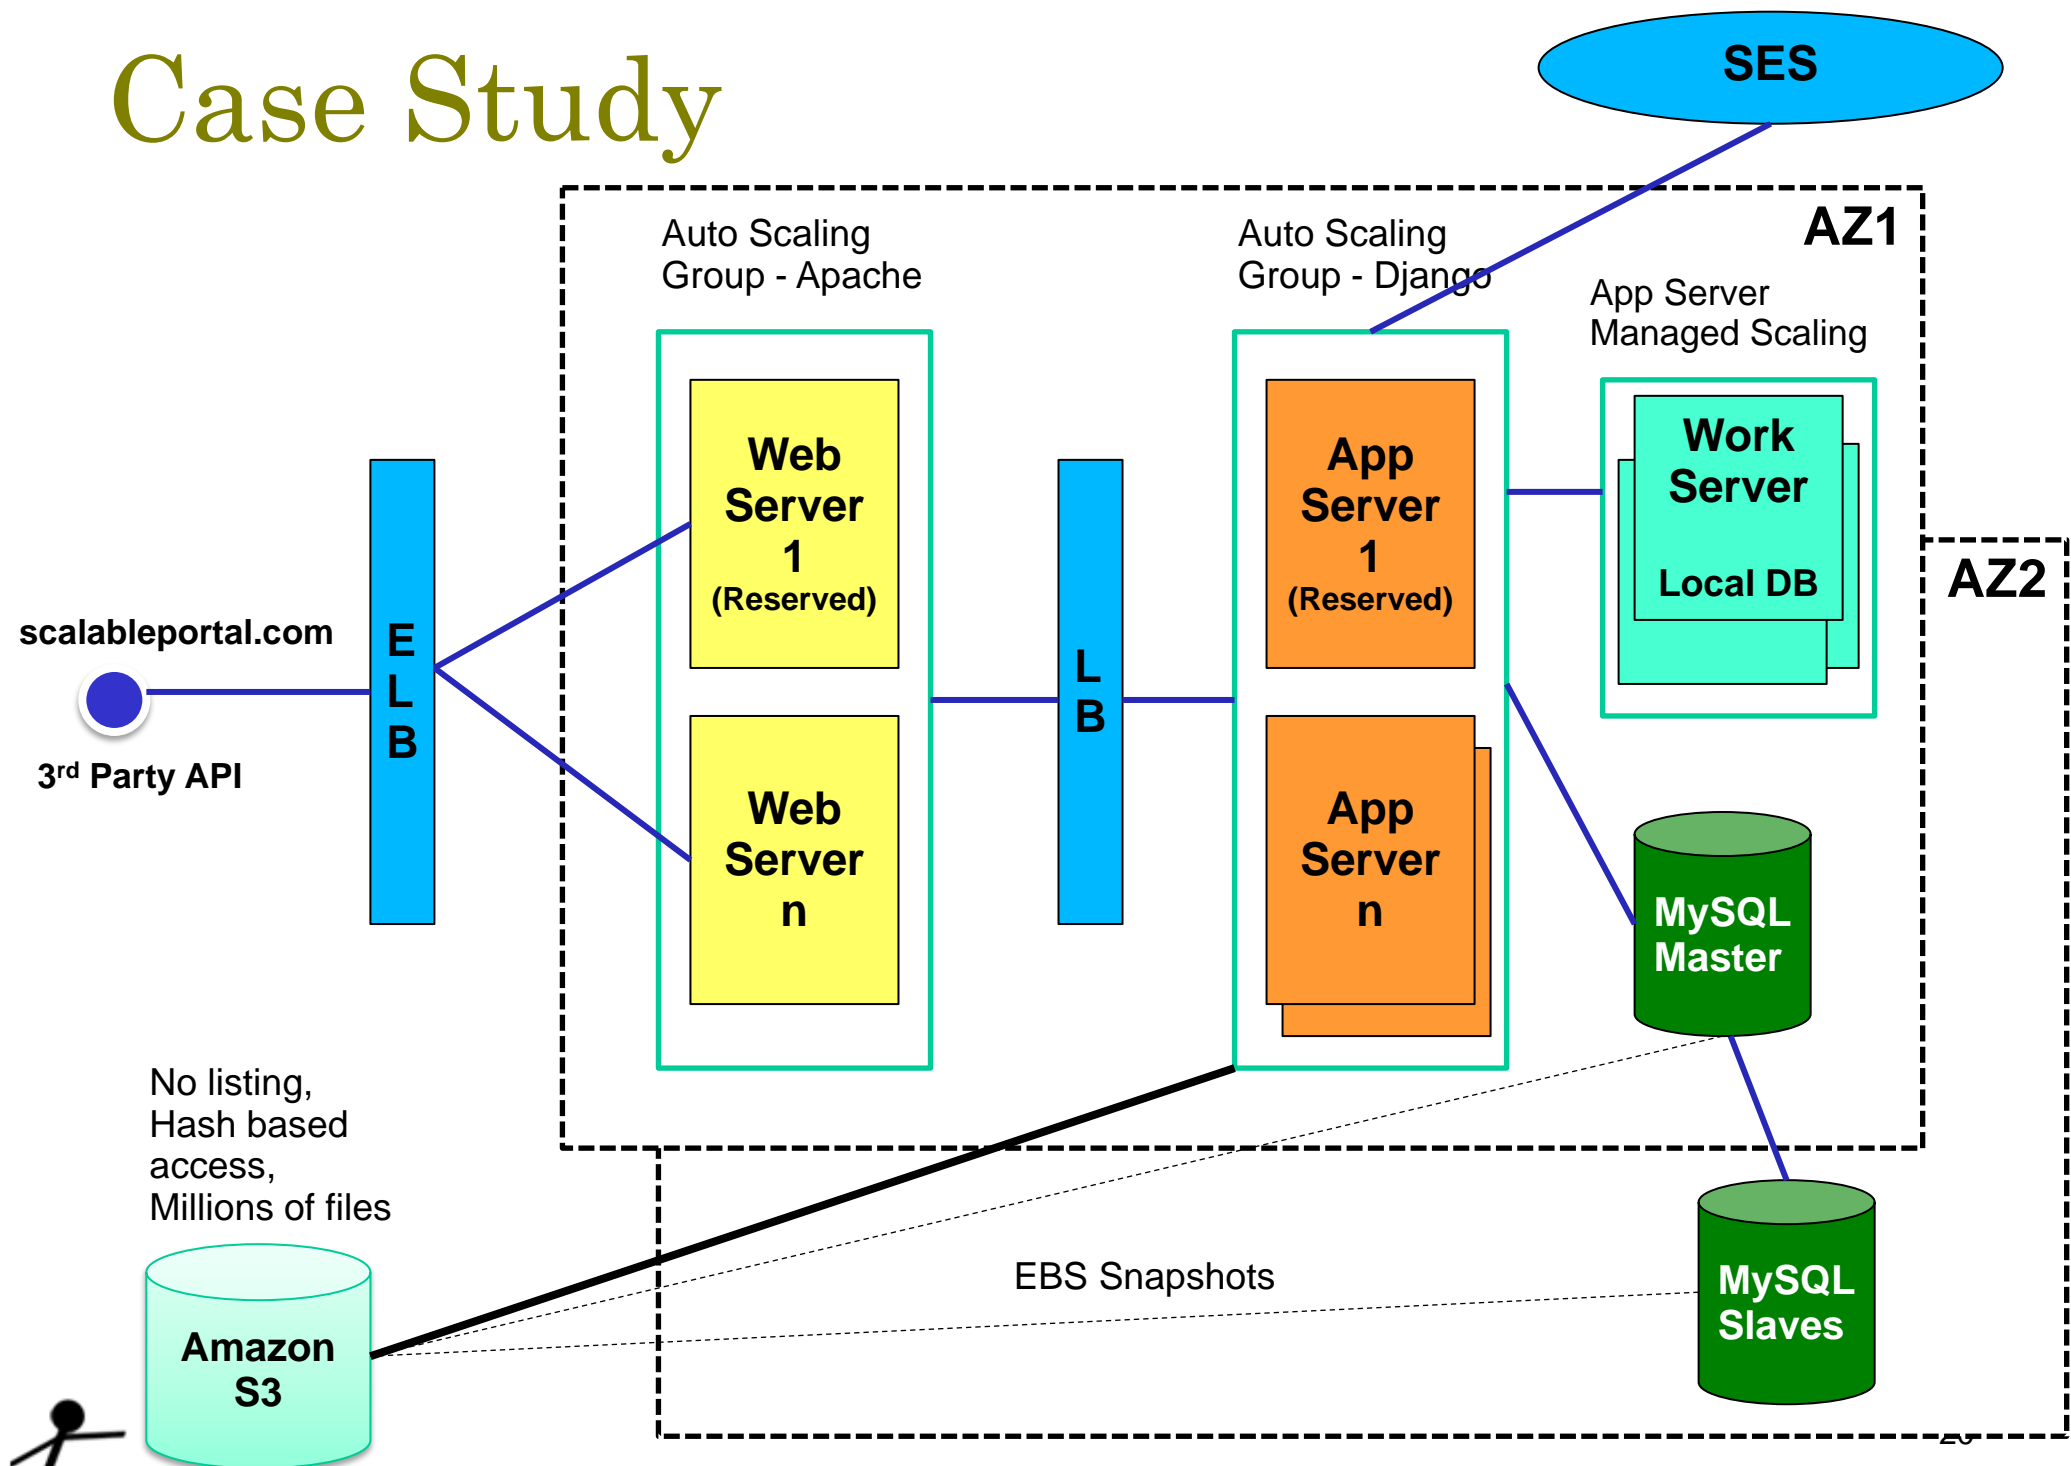 Case Study
SES
AZ1
Auto Scaling
Group - Apache
Auto Scaling
Group - Django
App Server
Managed Scaling
Web
Server
1
(Reserved)
App
Server
1
(Reserved)
Work
Server
Local DB
AZ2
scalableportal.com
E
L
B
L
B
3rd Party API
Web
Server
n
App
Server
n
MySQL
Master
No listing,
Hash based
access,
Millions of files
EBS Snapshots
MySQL
Slaves
Amazon
S3